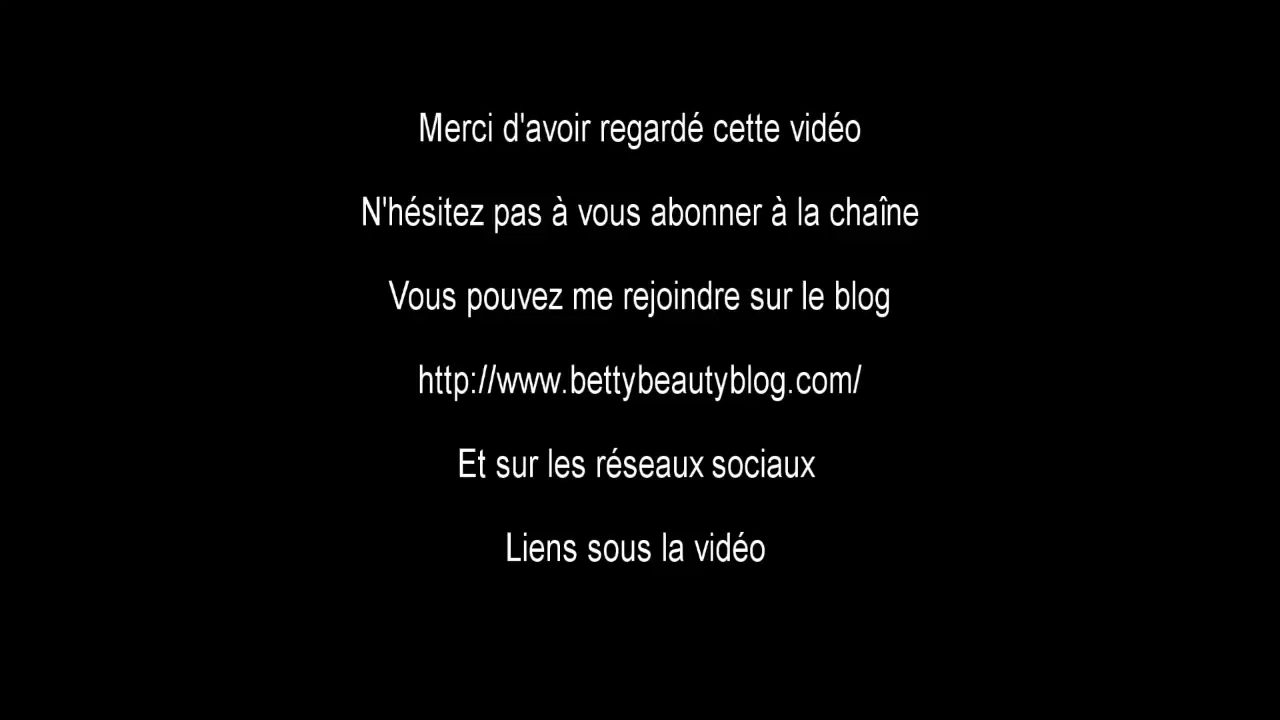 Merci d'avoir regardé cette vidéo
N'hésitez pas à vous abonner à la chaîne
Vous pouvez me rejoindre sur le blog
http://www.bettybeautyblog.com/
Et sur les réseaux sociaux
Liens sous la vidéo